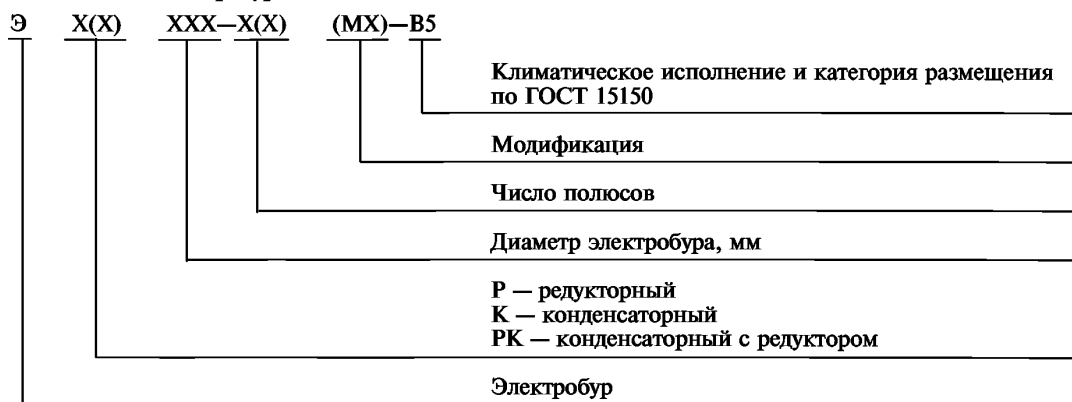 Э Х(Х) ХХХ—Х(Х) (МХ)—В5
Климатическое исполнение и категория размещения
по ГОСТ 15150
Модификация
Число полюсов
Диаметр электробура, мм
Р — редукторный
К — конденсаторный
РК — конденсаторный с редуктором
Электробур